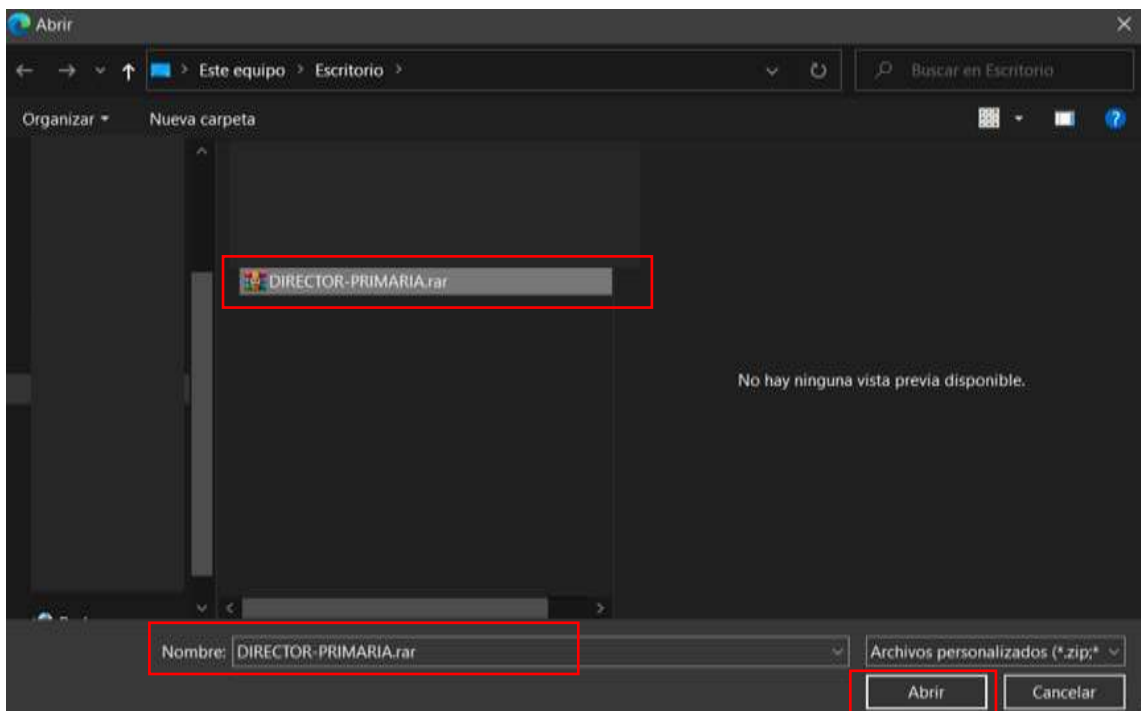 Abrir
Este equipo > Escritorio >
Buscar en Escritorio
Organizar
Nueva carpeta
DIRECTOR-PRIMARIA.rar
No hay ninguna vista previa disponible.
Nombre: DIRECTOR-PRIMARIA.rar
Archivos personalizados (*.zip;*
Abrir
Cancelar